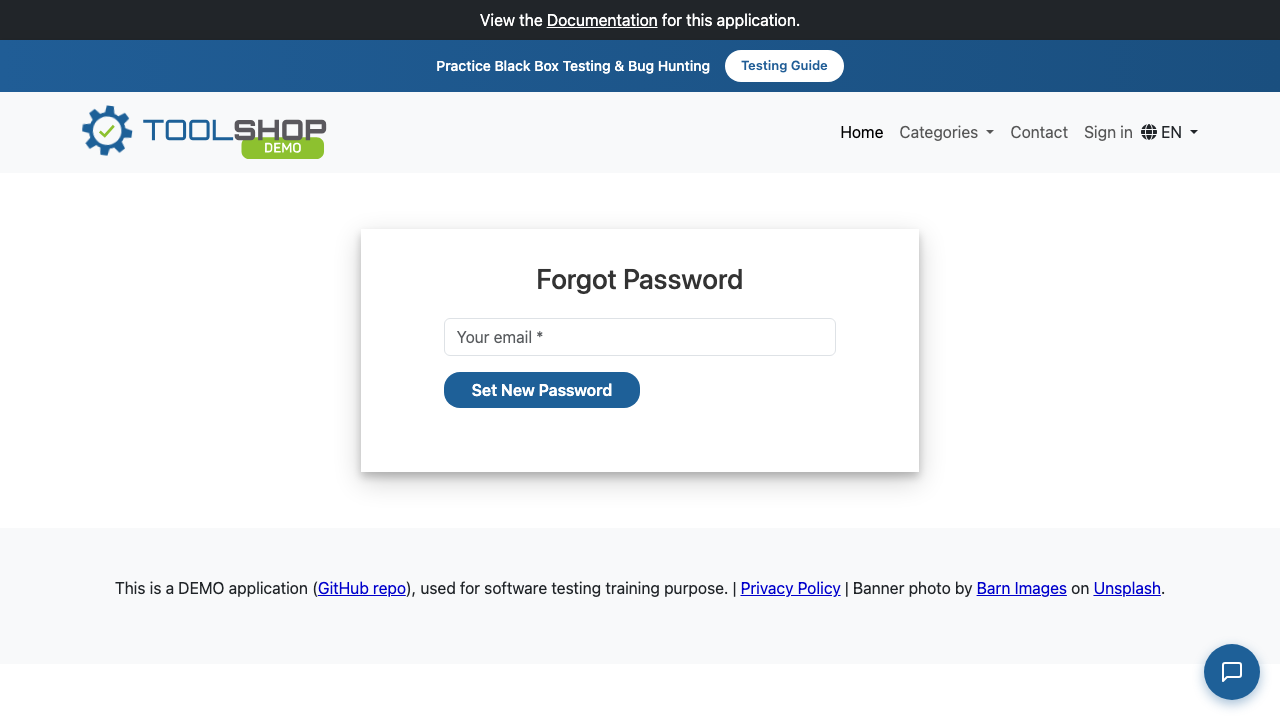 View the Documentation for this application.
Practice Black Box Testing & Bug Hunting Testing Guide
TOOLSHOP
DEMO
Home Categories Contact Sign in EN
Forgot Password
Your email *
Set New Password
This is a DEMO application (GitHub repo), used for software testing training purpose. | Privacy Policy | Banner photo by Barn Images on Unsplash.